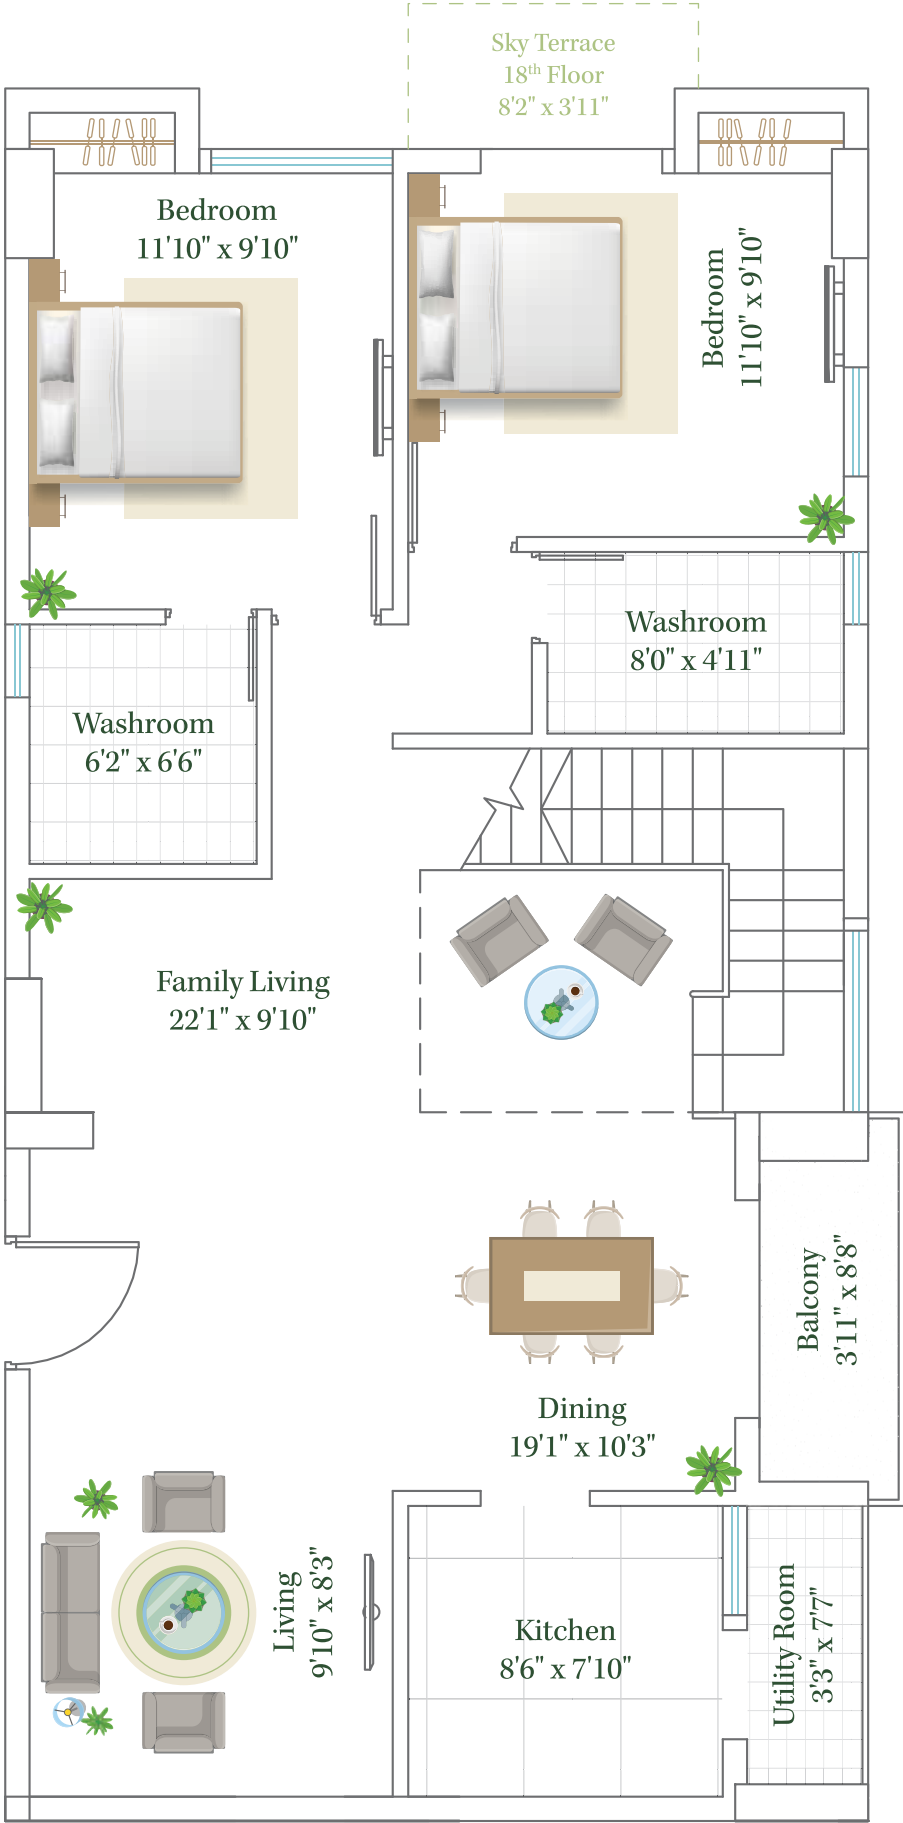 Sky Terrace
18th Floor
8'2" x 3'11"
Bedroom
11'10" x 9'10"
Bedroom
11'10" x 9'10"
Washroom
8'0" x 4'11"
Washroom
6'2" x 6'6"
Family Living
22'1" x 9'10"
Balcony
3'11" x 8'8"
Dining
19'1" x 10'3"
Living
9'10" x 8'3"
Kitchen
8'6" x 7'10"
Utility Room
3'3" x 7'7"